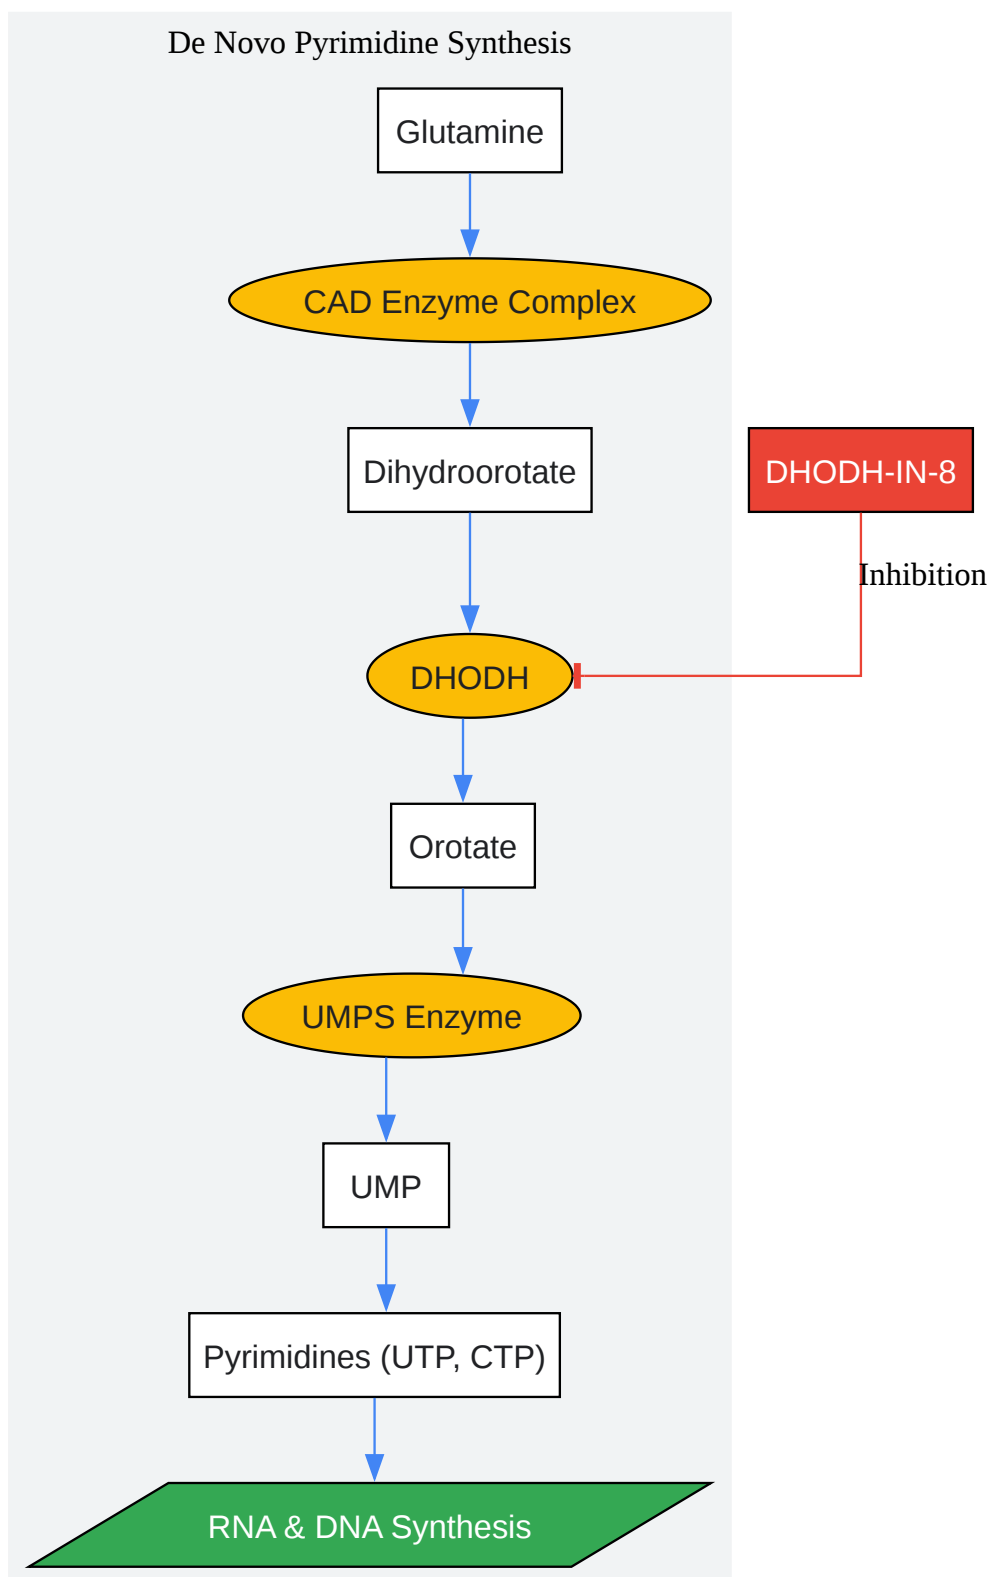 De Novo Pyrimidine Synthesis
Glutamine
CAD Enzyme Complex
Dihydroorotate
DHODH-IN-8
Inhibition
DHODH
Orotate
UMPS Enzyme
UMP
Pyrimidines (UTP, CTP)
RNA & DNA Synthesis